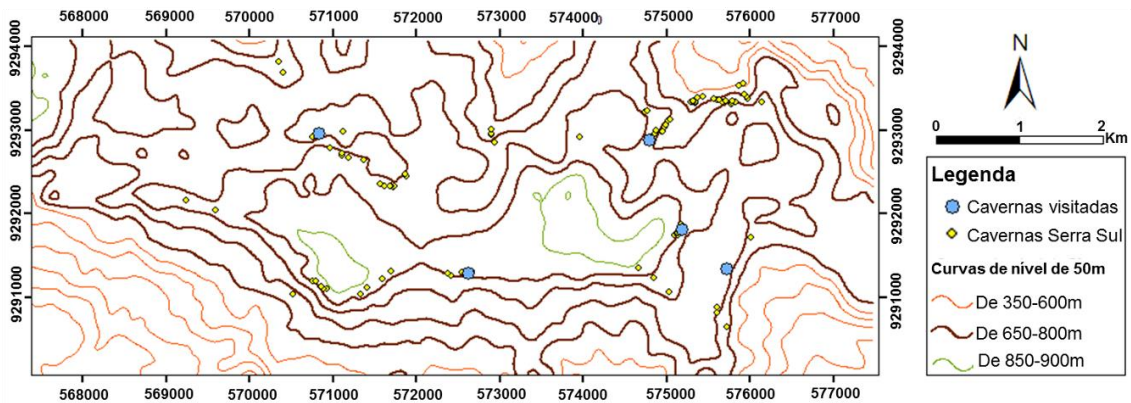 568000 569000 570000 571000 572000 573000 574000 575000 576000 577000
9294000 9294000
9293000 9293000
9292000 9292000
9291000 9291000
568000 569000 570000 571000 572000 573000 574000 575000 576000 577000
N
0 1 2
Km
Legenda
Cavernas visitadas
Cavernas Serra Sul
Curvas de nível de 50m
De 350-600m
De 650-800m
De 850-900m